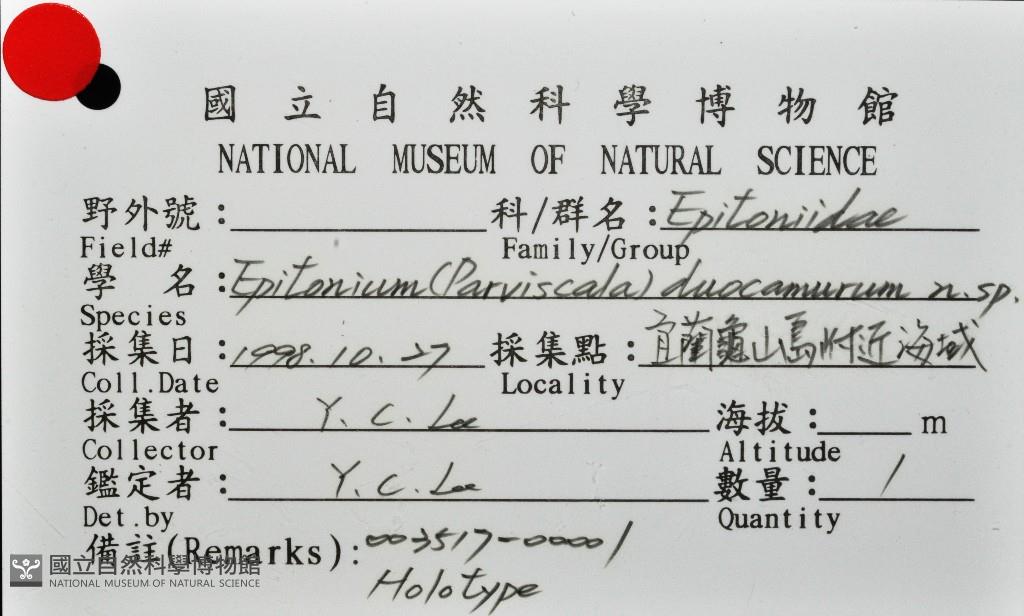 國立自然科學博物館
NATIONAL MUSEUM OF NATURAL SCIENCE
野外號: 科/群名: Epitoniidae
Field# Family/Group
學 名: Epitonium (Parviscala) duocamurum n.sp.
Species
採集日: 1998.10.27 採集點: 宜蘭龜山島附近海域
Coll.Date Locality
採集者: Y. C. Lee 海拔: m
Collector Altitude
鑑定者: Y. C. Lee 數量: 1
Det.by Quantity
備註(Remarks): 003517-00001
Holotype
國立自然科學博物館
NATIONAL MUSEUM OF NATURAL SCIENCE